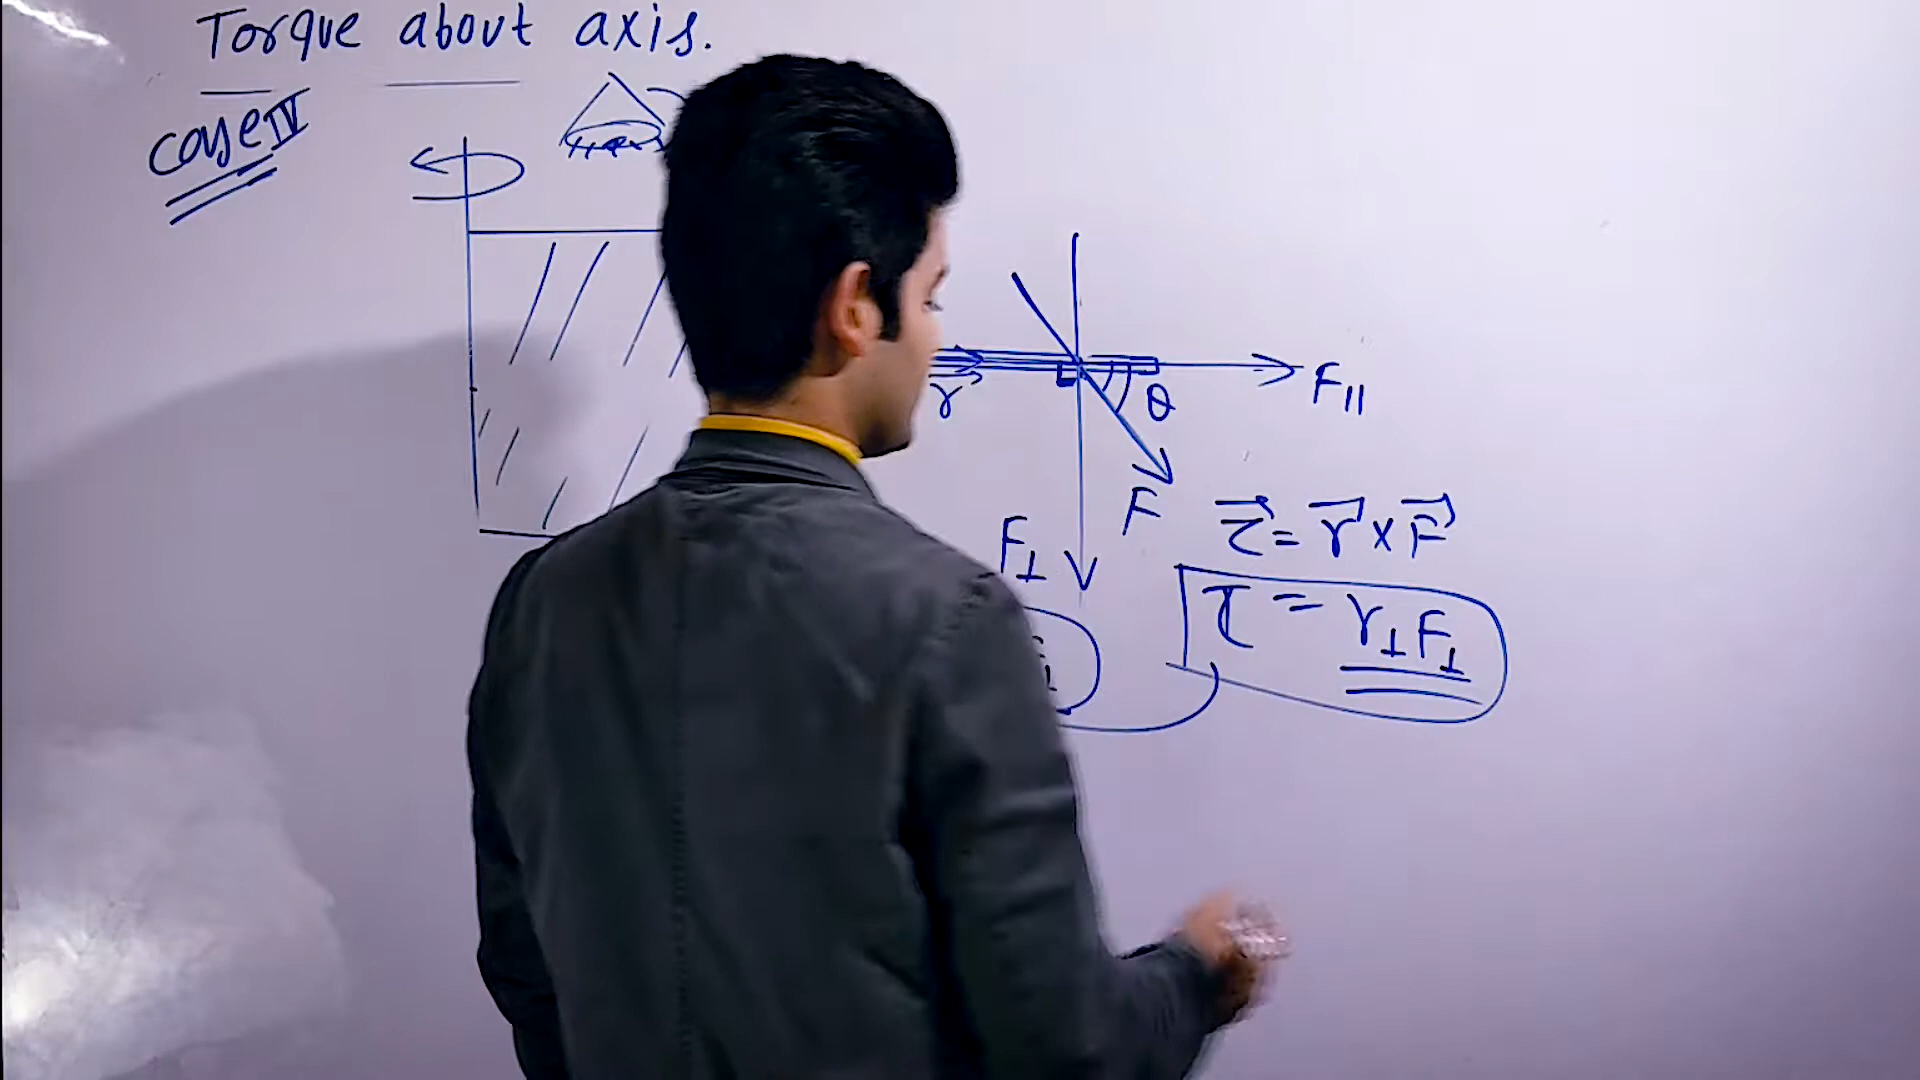 Torque about axis.
case IV
r
θ
F||
F
F⊥
τ⃗ = r⃗ × F⃗
τ = r⊥F⊥